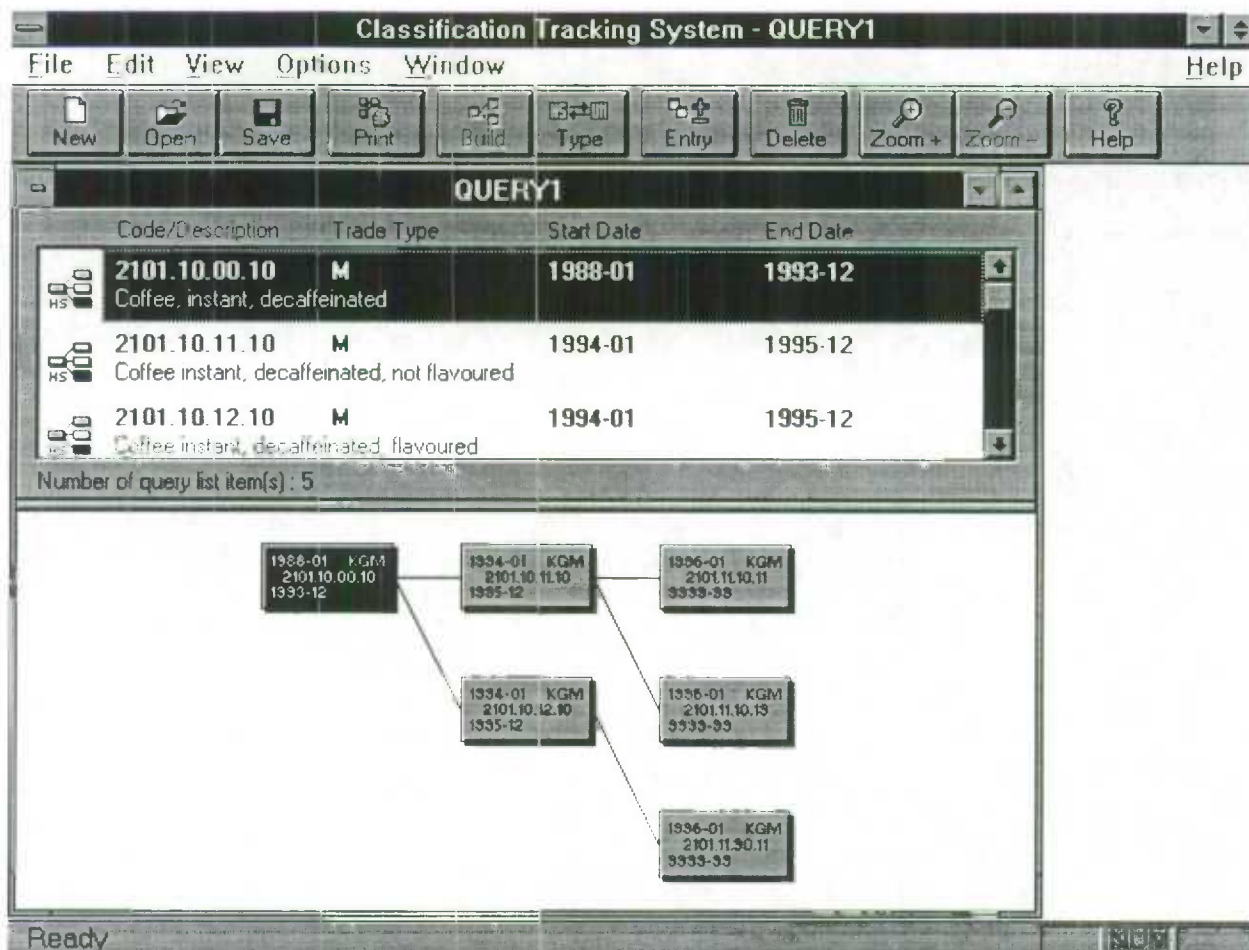 Classification Tracking System - QUERY1
File Edit View Options Window Help
New Open Save Print Build Type Entry Delete Zoom + Zoom - Help
QUERY1
Code/Description Trade Type Start Date End Date
2101.10.00.10 M 1988-01 1993-12
HS Coffee, instant, decaffeinated
2101.10.11.10 M 1994-01 1995-12
HS Coffee instant, decaffeinated, not flavoured
2101.10.12.10 M 1994-01 1995-12
HS Coffee instant, decaffeinated, flavoured
Number of query list item(s) : 5
1988-01 KGM
2101.10.00.10
1993-12
1994-01 KGM
2101.10.11.10
1995-12
1996-01 KGM
2101.11.10.11
9999-99
1994-01 KGM
2101.10.12.10
1995-12
1996-01 KGM
2101.11.10.19
9999-99
1996-01 KGM
2101.11.90.11
9999-99
Ready